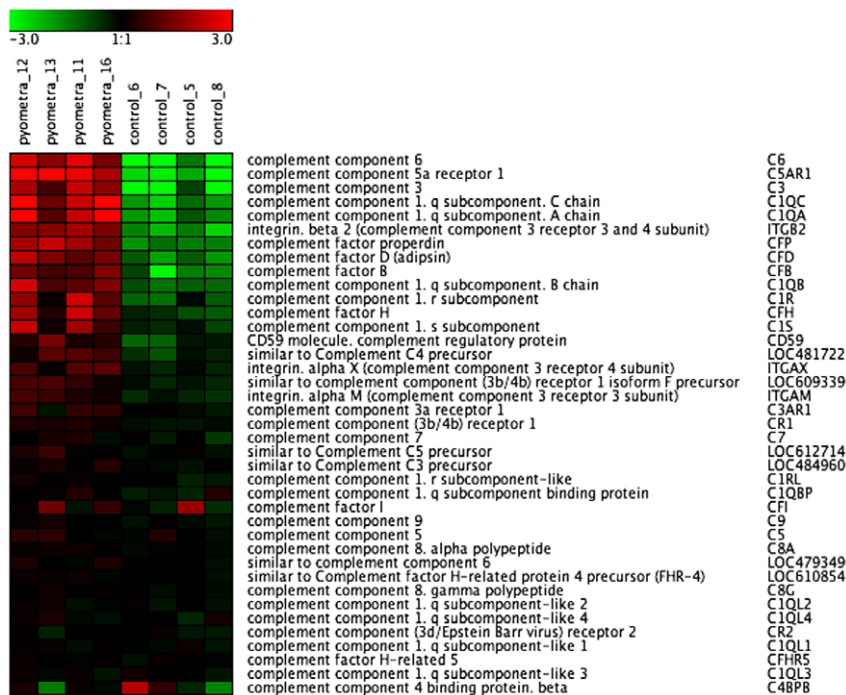 -3.0 1:1 3.0
pyometra_12 pyometra_13 pyometra_11 pyometra_16 control_6 control_7 control_5 control_8
complement component 6 C6
complement component 5a receptor 1 C5AR1
complement component 3 C3
complement component 1. q subcomponent. C chain C1QC
complement component 1. q subcomponent. A chain C1QA
integrin. beta 2 (complement component 3 receptor 3 and 4 subunit) ITGB2
complement factor properdin CFP
complement factor D (adipsin) CFD
complement factor B CFB
complement component 1. q subcomponent. B chain C1QB
complement component 1. r subcomponent C1R
complement factor H CFH
complement component 1. s subcomponent C1S
CD59 molecule. complement regulatory protein CD59
similar to Complement C4 precursor LOC481722
integrin. alpha X (complement component 3 receptor 4 subunit) ITGAX
similar to complement component (3b/4b) receptor 1 isoform F precursor LOC609339
integrin. alpha M (complement component 3 receptor 3 subunit) ITGAM
complement component 3a receptor 1 C3AR1
complement component (3b/4b) receptor 1 CR1
complement component 7 C7
similar to Complement C5 precursor LOC612714
similar to Complement C3 precursor LOC484960
complement component 1. r subcomponent-like C1RL
complement component 1. q subcomponent binding protein C1QBP
complement factor I CFI
complement component 9 C9
complement component 5 C5
complement component 8. alpha polypeptide C8A
similar to complement component 6 LOC479349
similar to Complement factor H-related protein 4 precursor (FHR-4) LOC610854
complement component 8. gamma polypeptide C8G
complement component 1. q subcomponent-like 2 C1QL2
complement component 1. q subcomponent-like 4 C1QL4
complement component (3d/Epstein Barr virus) receptor 2 CR2
complement component 1. q subcomponent-like 1 C1QL1
complement factor H-related 5 CFHR5
complement component 1. q subcomponent-like 3 C1QL3
complement component 4 binding protein. beta C4BPB